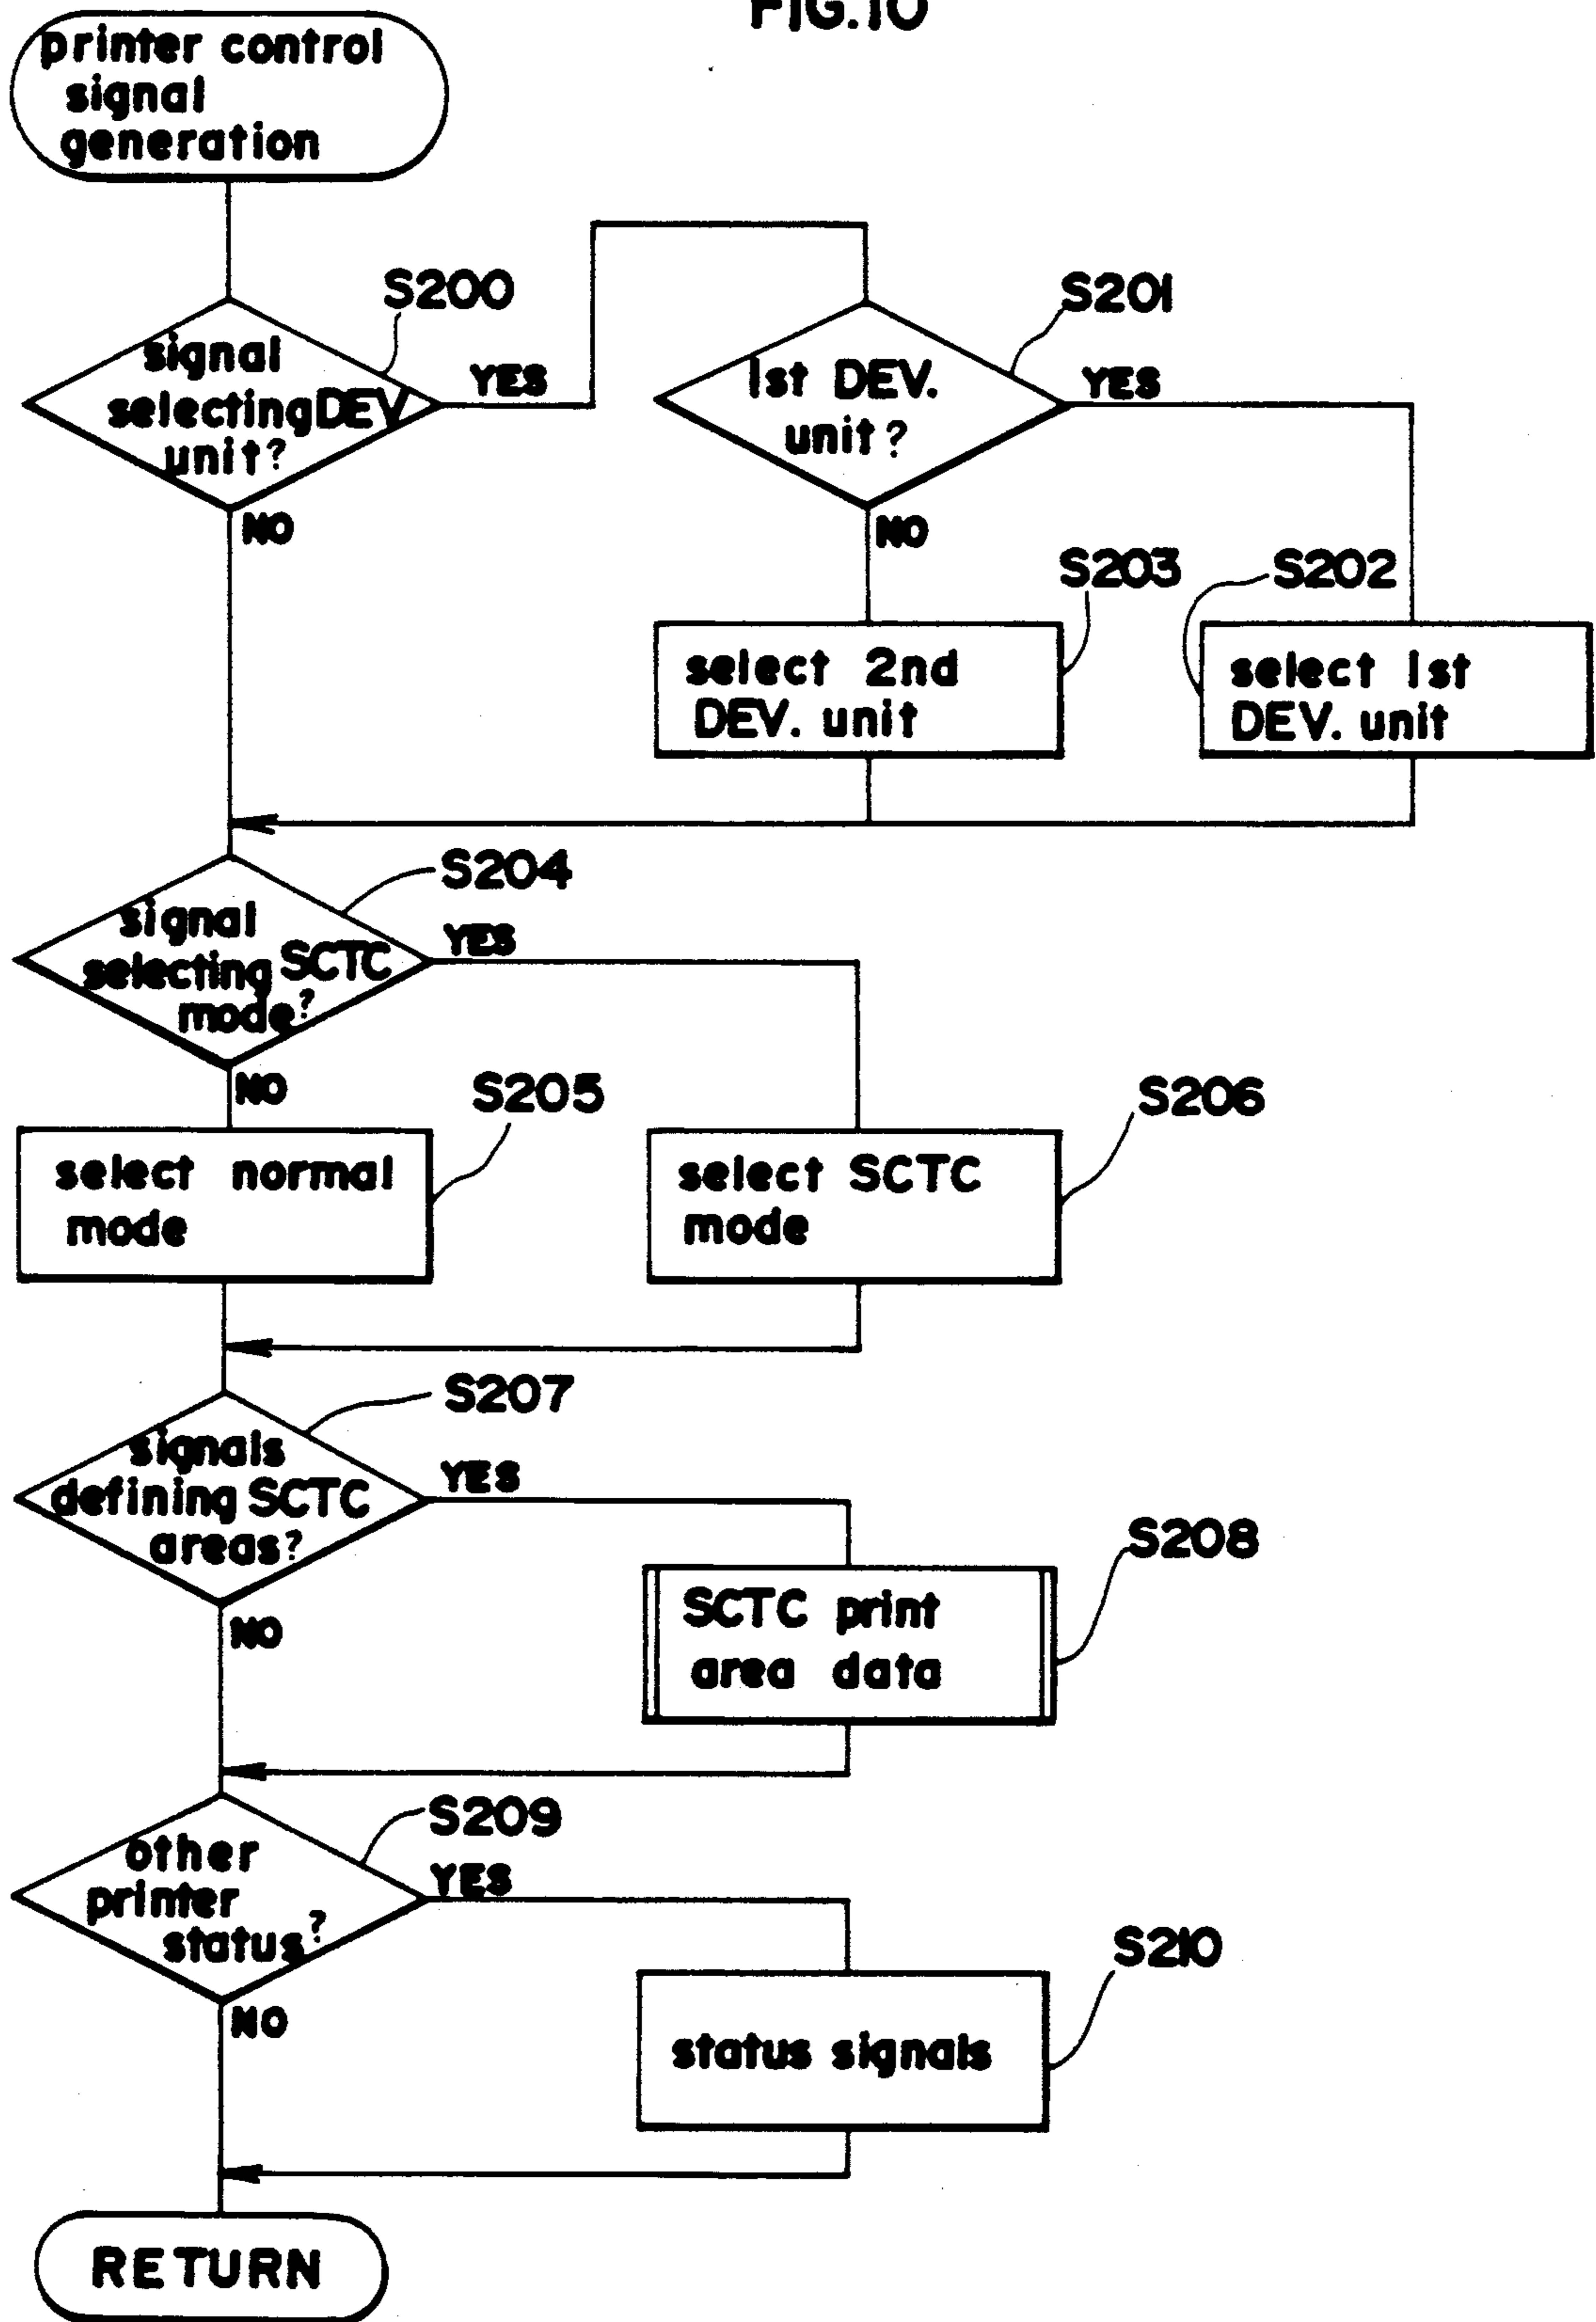 FIG.10
printer control
signal
generation
S200
signal
selecting DEV
unit?
YES
NO
S201
1st DEV.
unit?
YES
NO
S203
select 2nd
DEV. unit
S202
select 1st
DEV. unit
S204
signal
selecting SCTC
mode?
YES
NO
S205
select normal
mode
S206
select SCTC
mode
S207
signals
defining SCTC
areas?
YES
NO
S208
SCTC print
area data
S209
other
printer
status?
YES
NO
S210
status signals
RETURN